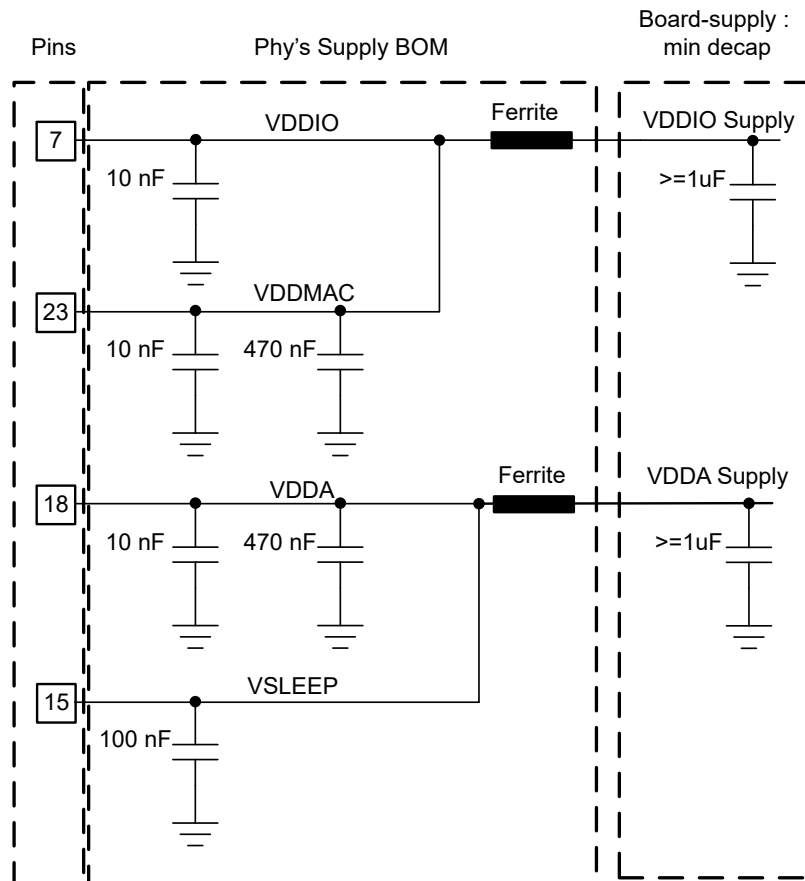 Board-supply :
min decap
Pins
Phy's Supply BOM
Ferrite
VDDIO
VDDIO Supply
7
10 nF
>=1uF
VDDMAC
23
10 nF
470 nF
Ferrite
VDDA
VDDA Supply
18
10 nF
470 nF
>=1uF
VSLEEP
15
100 nF